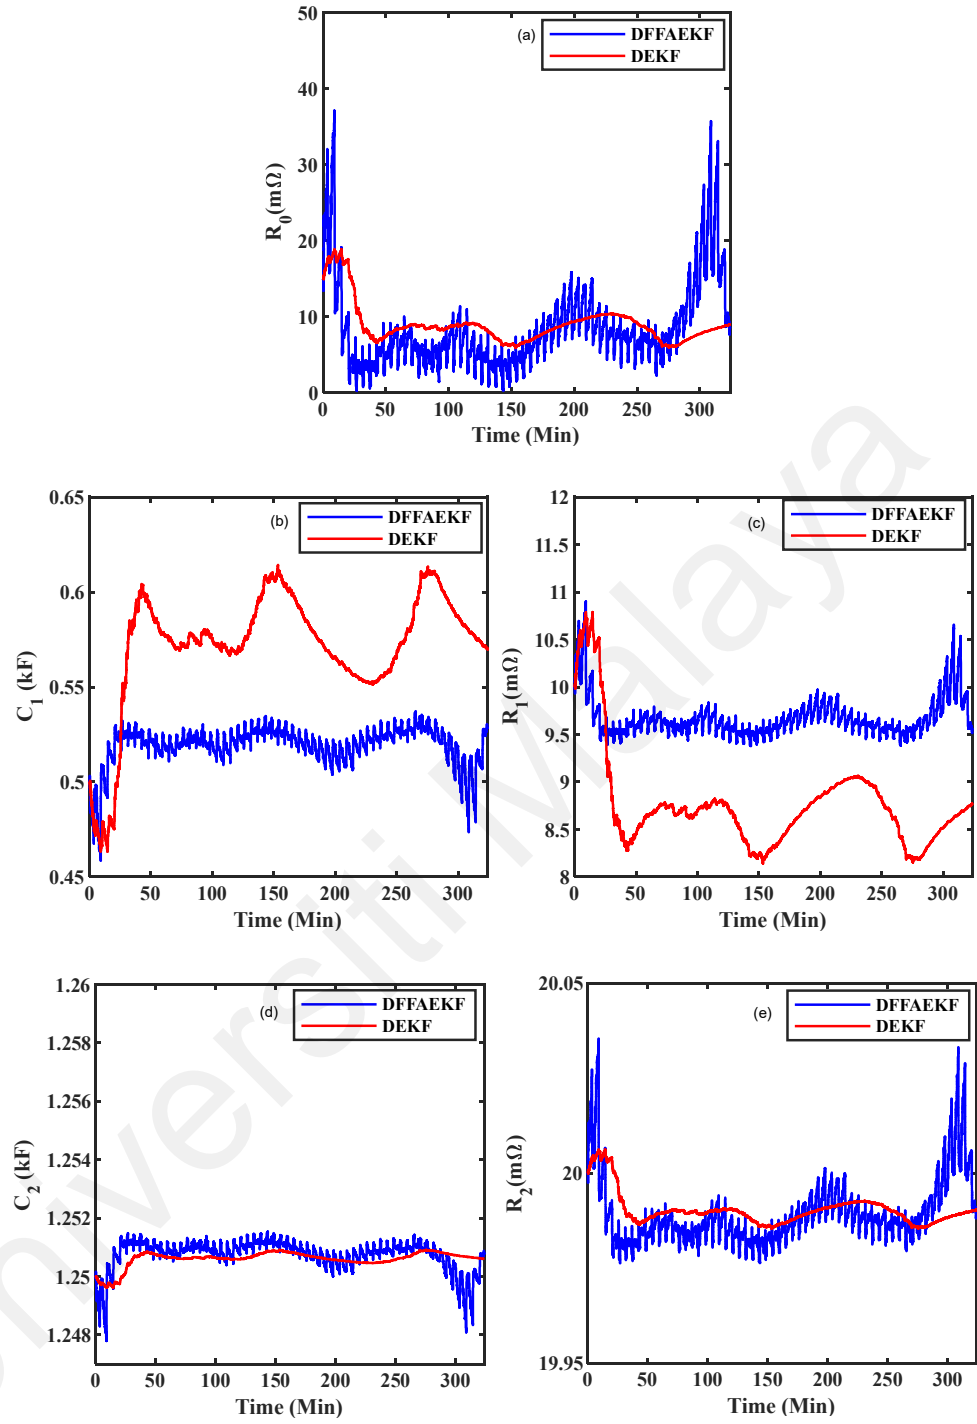 50
40
30
20
10
0
R0(mΩ)
(a)
DFFAEKF
DEKF
0 50 100 150 200 250 300
Time (Min)
0.65
0.6
0.55
0.5
0.45
C1 (kF)
(b)
DFFAEKF
DEKF
0 50 100 150 200 250 300
Time (Min)
12
11.5
11
10.5
10
9.5
9
8.5
8
R1(mΩ)
(c)
DFFAEKF
DEKF
0 50 100 150 200 250 300
Time (Min)
1.26
1.258
1.256
1.254
1.252
1.25
1.248
C2 (kF)
(d)
DFFAEKF
DEKF
0 50 100 150 200 250 300
Time (Min)
20.05
20
19.95
R2(mΩ)
(e)
DFFAEKF
DEKF
0 50 100 150 200 250 300
Time (Min)
Universiti Malaya